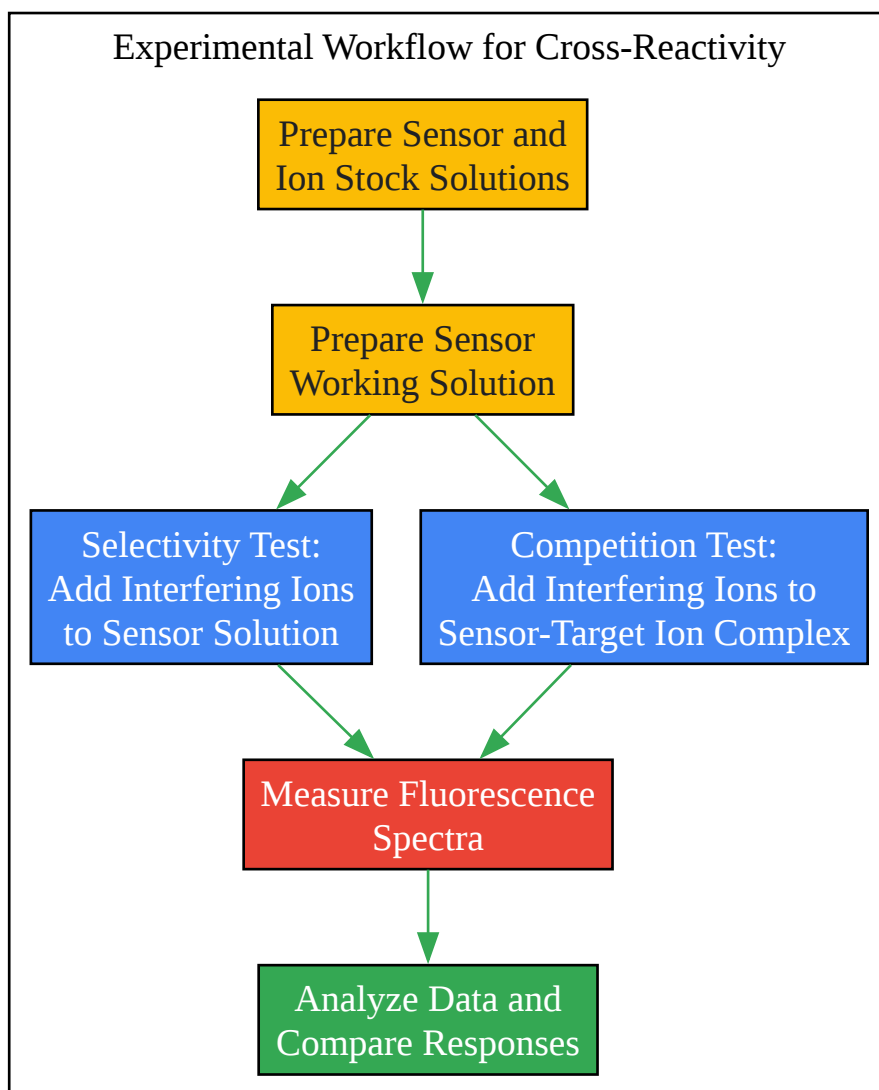 Experimental Workflow for Cross-Reactivity
Prepare Sensor and
Ion Stock Solutions
Prepare Sensor
Working Solution
Selectivity Test:
Add Interfering Ions
to Sensor Solution
Competition Test:
Add Interfering Ions to
Sensor-Target Ion Complex
Measure Fluorescence
Spectra
Analyze Data and
Compare Responses